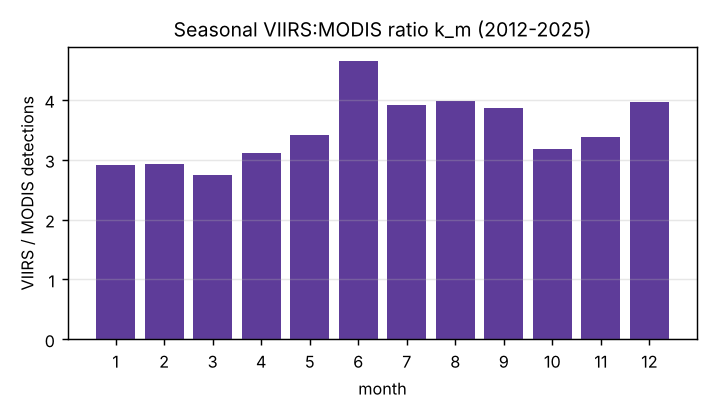 Seasonal VIIRS:MODIS ratio k_m (2012-2025)
VIIRS / MODIS detections
4
3
2
1
0
1 2 3 4 5 6 7 8 9 10 11 12
month